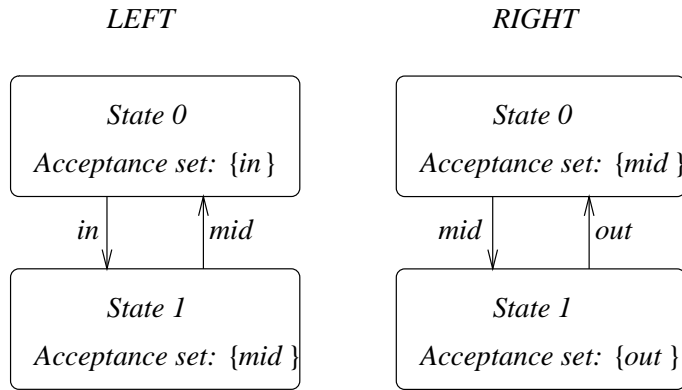 LEFT
State 0
Acceptance set: {in}
in
mid
State 1
Acceptance set: {mid }
RIGHT
State 0
Acceptance set: {mid }
mid
out
State 1
Acceptance set: {out }